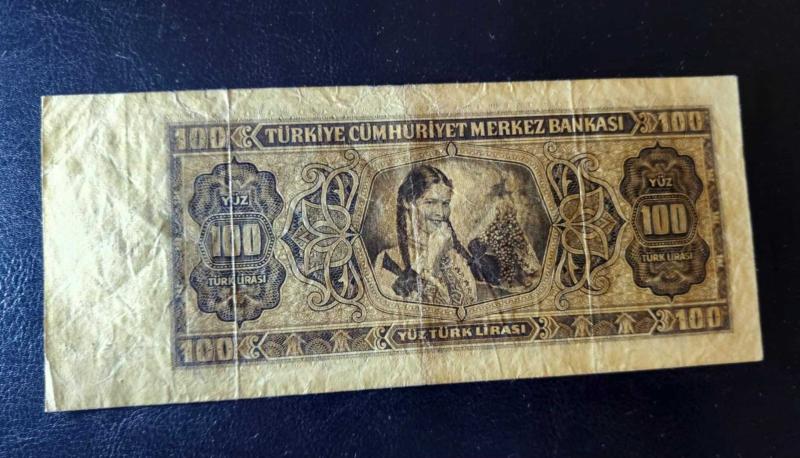 100 TÜRKİYE CÜMHURİYET MERKEZ BANKASI 100
YÜZ
100
TÜRK LİRASI
YÜZ
100
TÜRK LİRASI
100 YÜZ TÜRK LİRASI 100